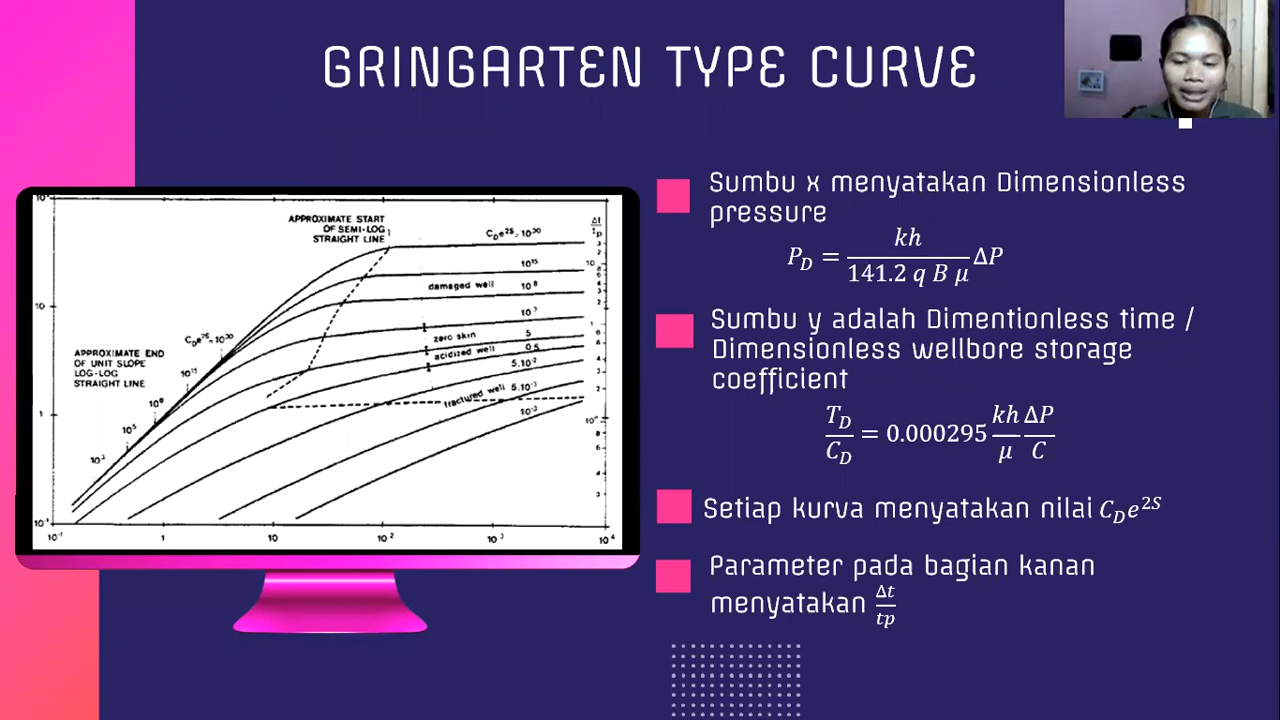 GRINGARTEN TYPE CURVE
Sumbu x menyatakan Dimensionless
pressure
P_D = kh / 141.2 q B μ ΔP
Sumbu y adalah Dimentionless time /
Dimensionless wellbore storage
coefficient
T_D / C_D = 0.000295 kh / μ ΔP / C
Setiap kurva menyatakan nilai C_D e^2S
Parameter pada bagian kanan
menyatakan Δt / tp
APPROXIMATE START
OF SEMI-LOG
STRAIGHT LINE
C_D e^2S = 10^30
10^15
damaged well
10^8
10^3
zero skin
5
acidized well
0.5
5.10^-2
fractured well
5.10^-3
10^-3
Δt / tp
C_D e^2S = 10^30
10^15
10^8
10^5
10^3
APPROXIMATE END
OF UNIT SLOPE
LOG-LOG
STRAIGHT LINE
10
1
10^-1
10^-1
1
10
10^2
10^-3
10^4